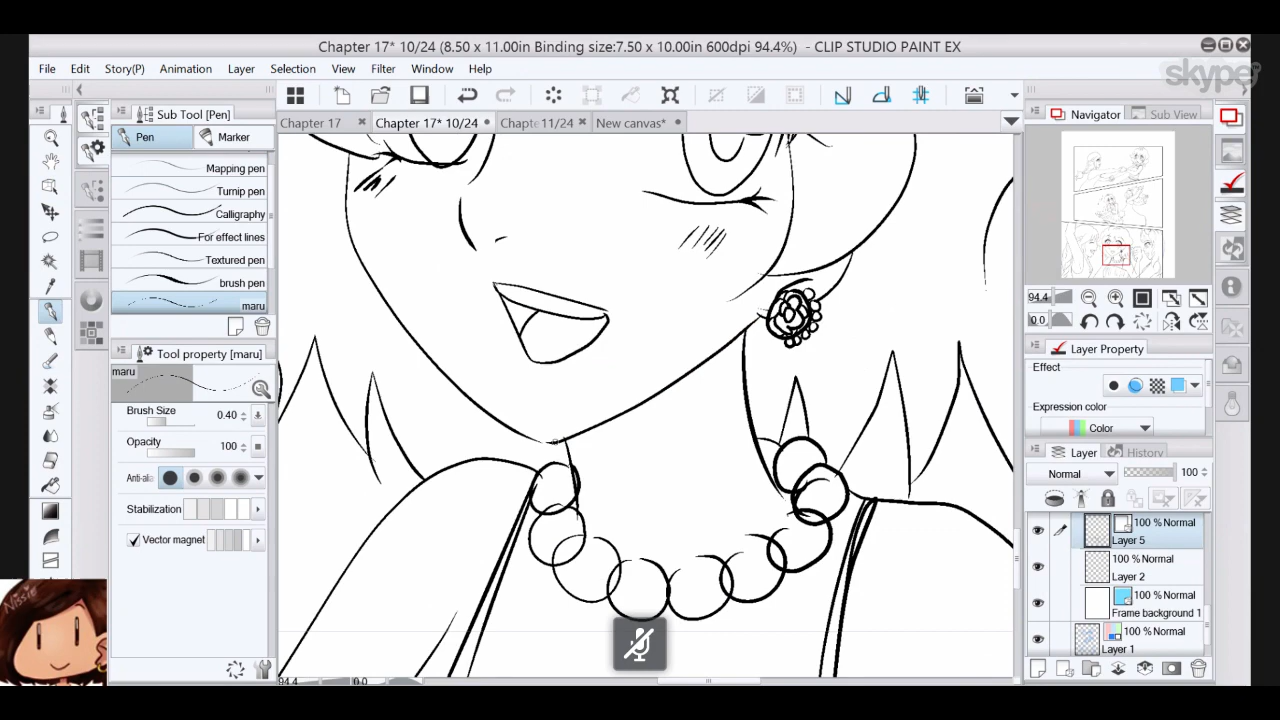 Chapter 17* 10/24 (8.50 x 11.00in Binding size:7.50 x 10.00in 600dpi 94.4%) - CLIP STUDIO PAINT EX
File Edit Story(P) Animation Layer Selection View Filter Window Help
skype
Sub Tool [Pen]
Chapter 17 Chapter 17* 10/24 Chapte 11/24 New canvas*
Navigator Sub View
Pen Marker
Mapping pen
Turnip pen
Calligraphy
For effect lines
Textured pen
brush pen
maru
94.4
0.0
Tool property [maru]
maru
Layer Property
Effect
Brush Size 0.40
Expression color
Color
Opacity 100
Layer History
Normal 100
Anti-al
Stabilization
Vector magnet
100 % Normal
Layer 5
100 % Normal
Layer 2
100 % Normal
Frame background 1
100 % Normal
Layer 1
Nissie
94.4 0.0